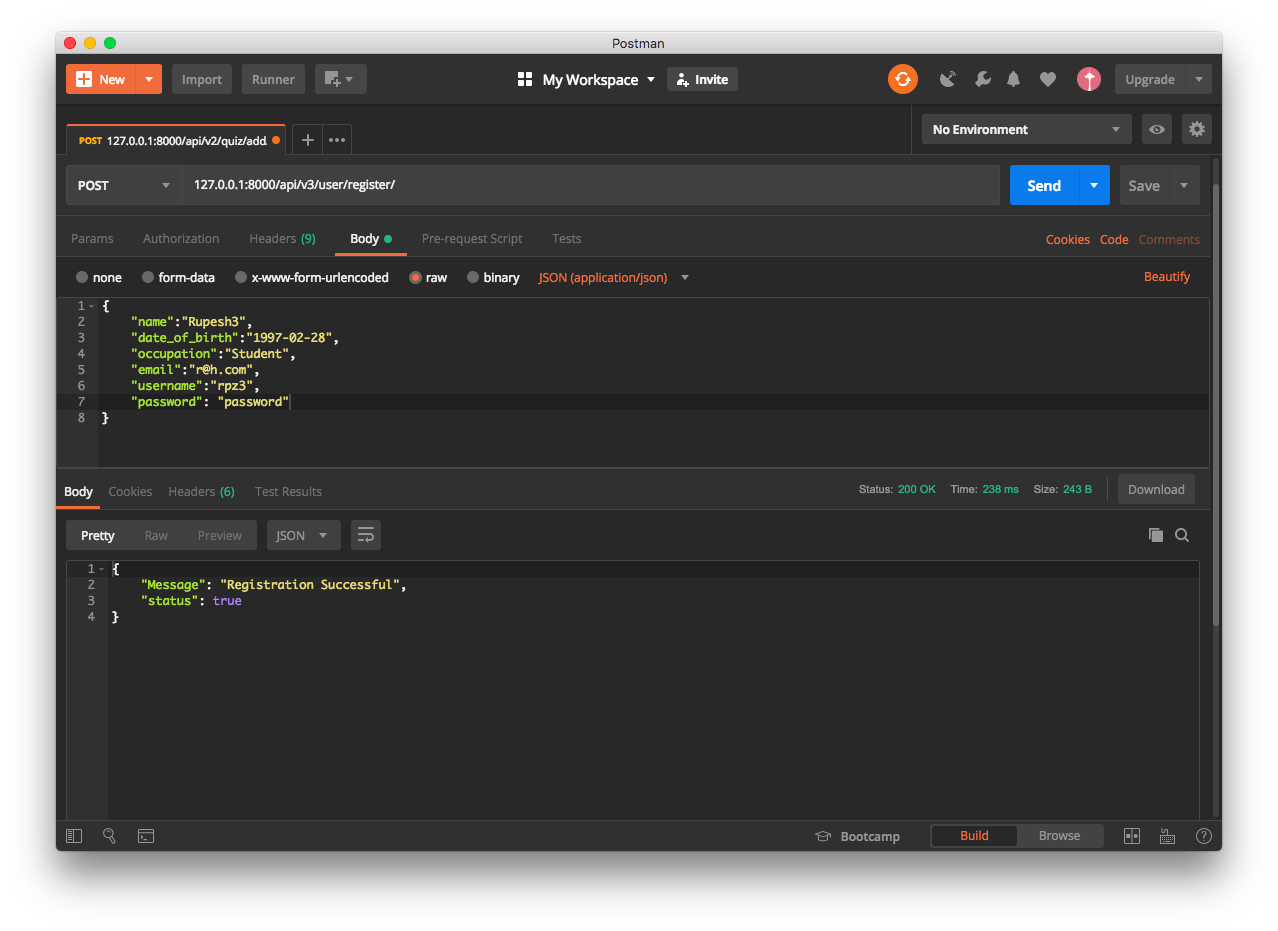 Postman
New Import Runner My Workspace Invite Upgrade
POST 127.0.0.1:8000/api/v2/quiz/add. + ••• No Environment
POST 127.0.0.1:8000/api/v3/user/register/ Send Save
Params Authorization Headers (9) Body Pre-request Script Tests Cookies Code Comments
none form-data x-www-form-urlencoded raw binary JSON (application/json) Beautify
1 {
2 "name":"Rupesh3",
3 "date_of_birth":"1997-02-28",
4 "occupation":"Student",
5 "email":"r@h.com",
6 "username":"rpz3",
7 "password": "password"
8 }
Body Cookies Headers (6) Test Results Status: 200 OK Time: 238 ms Size: 243 B Download
Pretty Raw Preview JSON
1 {
2 "Message": "Registration Successful",
3 "status": true
4 }
Bootcamp Build Browse ?